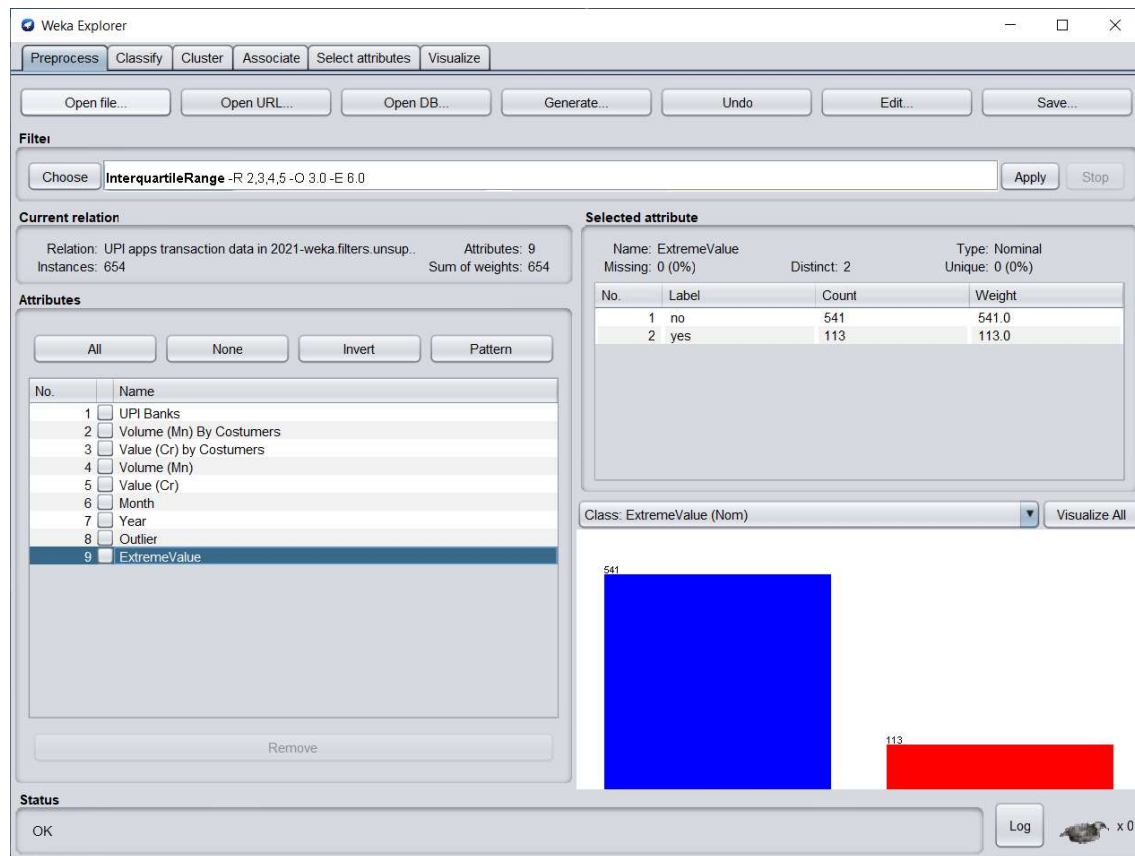 Weka Explorer
Preprocess Classify Cluster Associate Select attributes Visualize
Open file... Open URL... Open DB... Generate... Undo Edit... Save...
Filter
Choose InterquartileRange -R 2,3,4,5 -O 3.0 -E 6.0 Apply Stop
Current relation
Relation: UPI apps transaction data in 2021-weka.filters.unsup.. Attributes: 9
Instances: 654 Sum of weights: 654
Attributes
All None Invert Pattern
No. Name
1 UPI Banks
2 Volume (Mn) By Costumers
3 Value (Cr) by Costumers
4 Volume (Mn)
5 Value (Cr)
6 Month
7 Year
8 Outlier
9 ExtremeValue
Remove
Selected attribute
Name: ExtremeValue Type: Nominal
Missing: 0 (0%) Distinct: 2 Unique: 0 (0%)
No. Label Count Weight
1 no 541 541.0
2 yes 113 113.0
Class: ExtremeValue (Nom) Visualize All
541
113
Status
OK
Log x 0